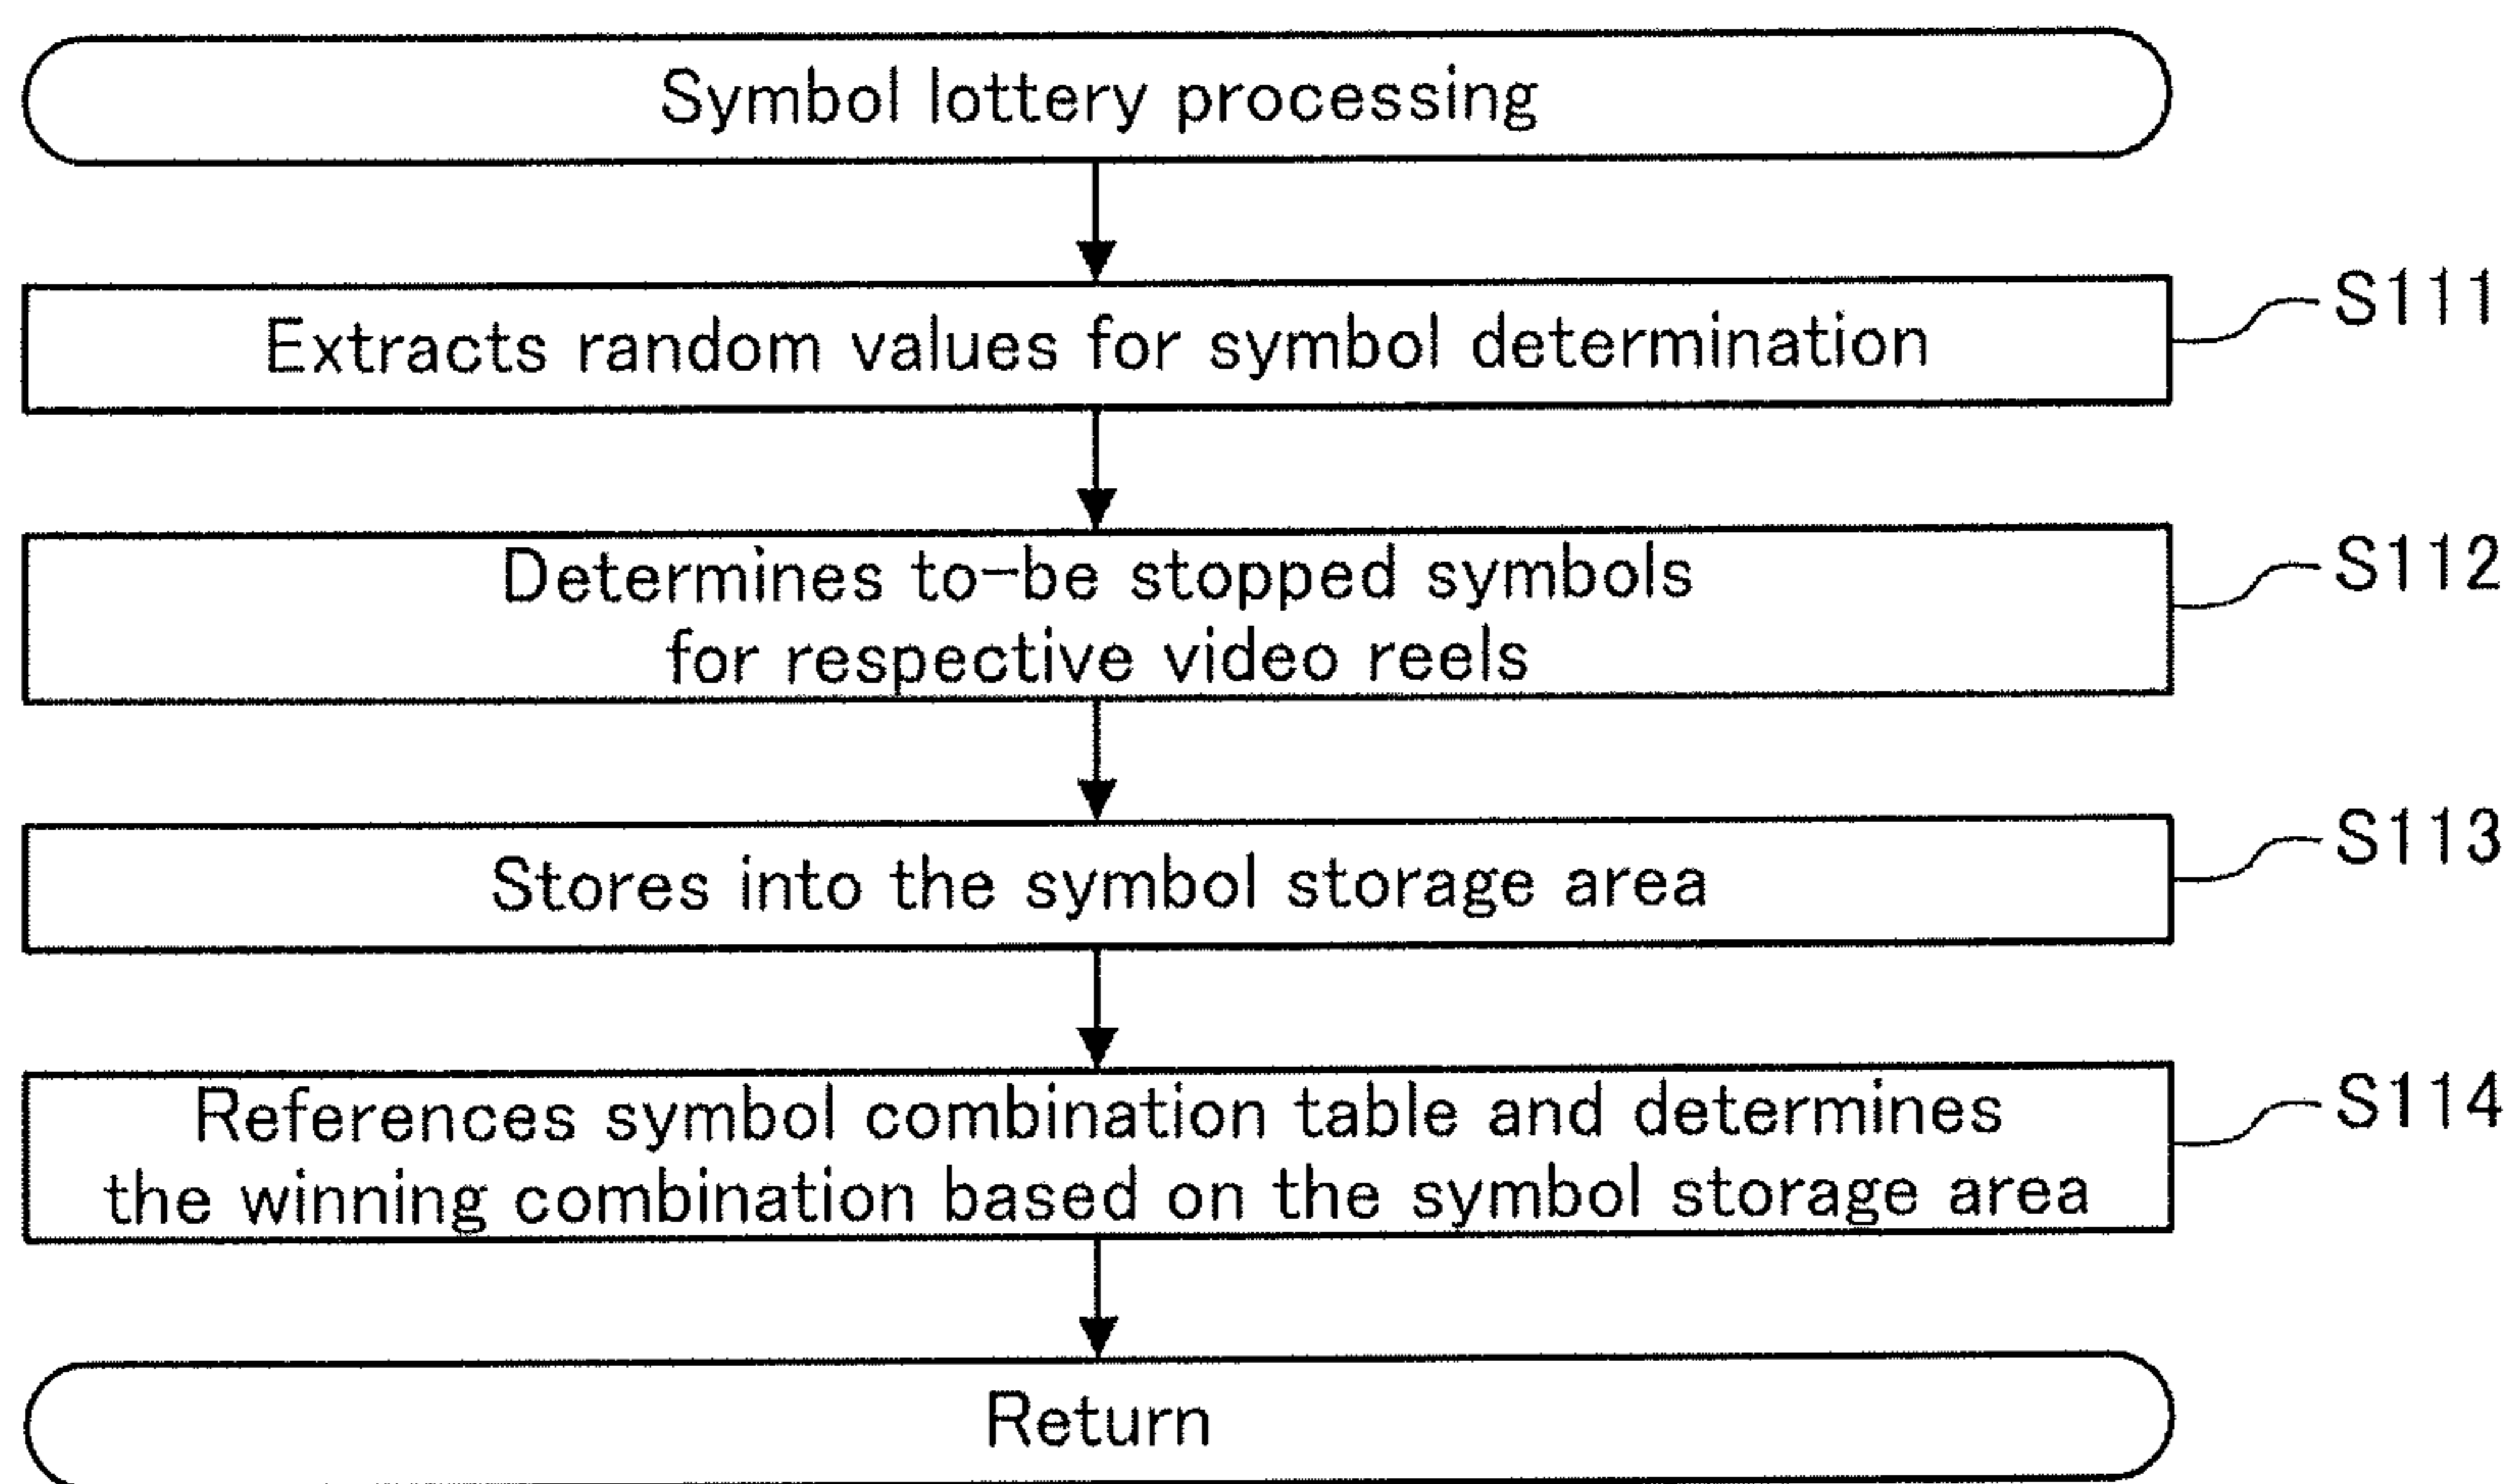 Symbol lottery processing
Extracts random values for symbol determination
S111
Determines to-be stopped symbols
for respective video reels
S112
Stores into the symbol storage area
S113
References symbol combination table and determines
the winning combination based on the symbol storage area
S114
Return